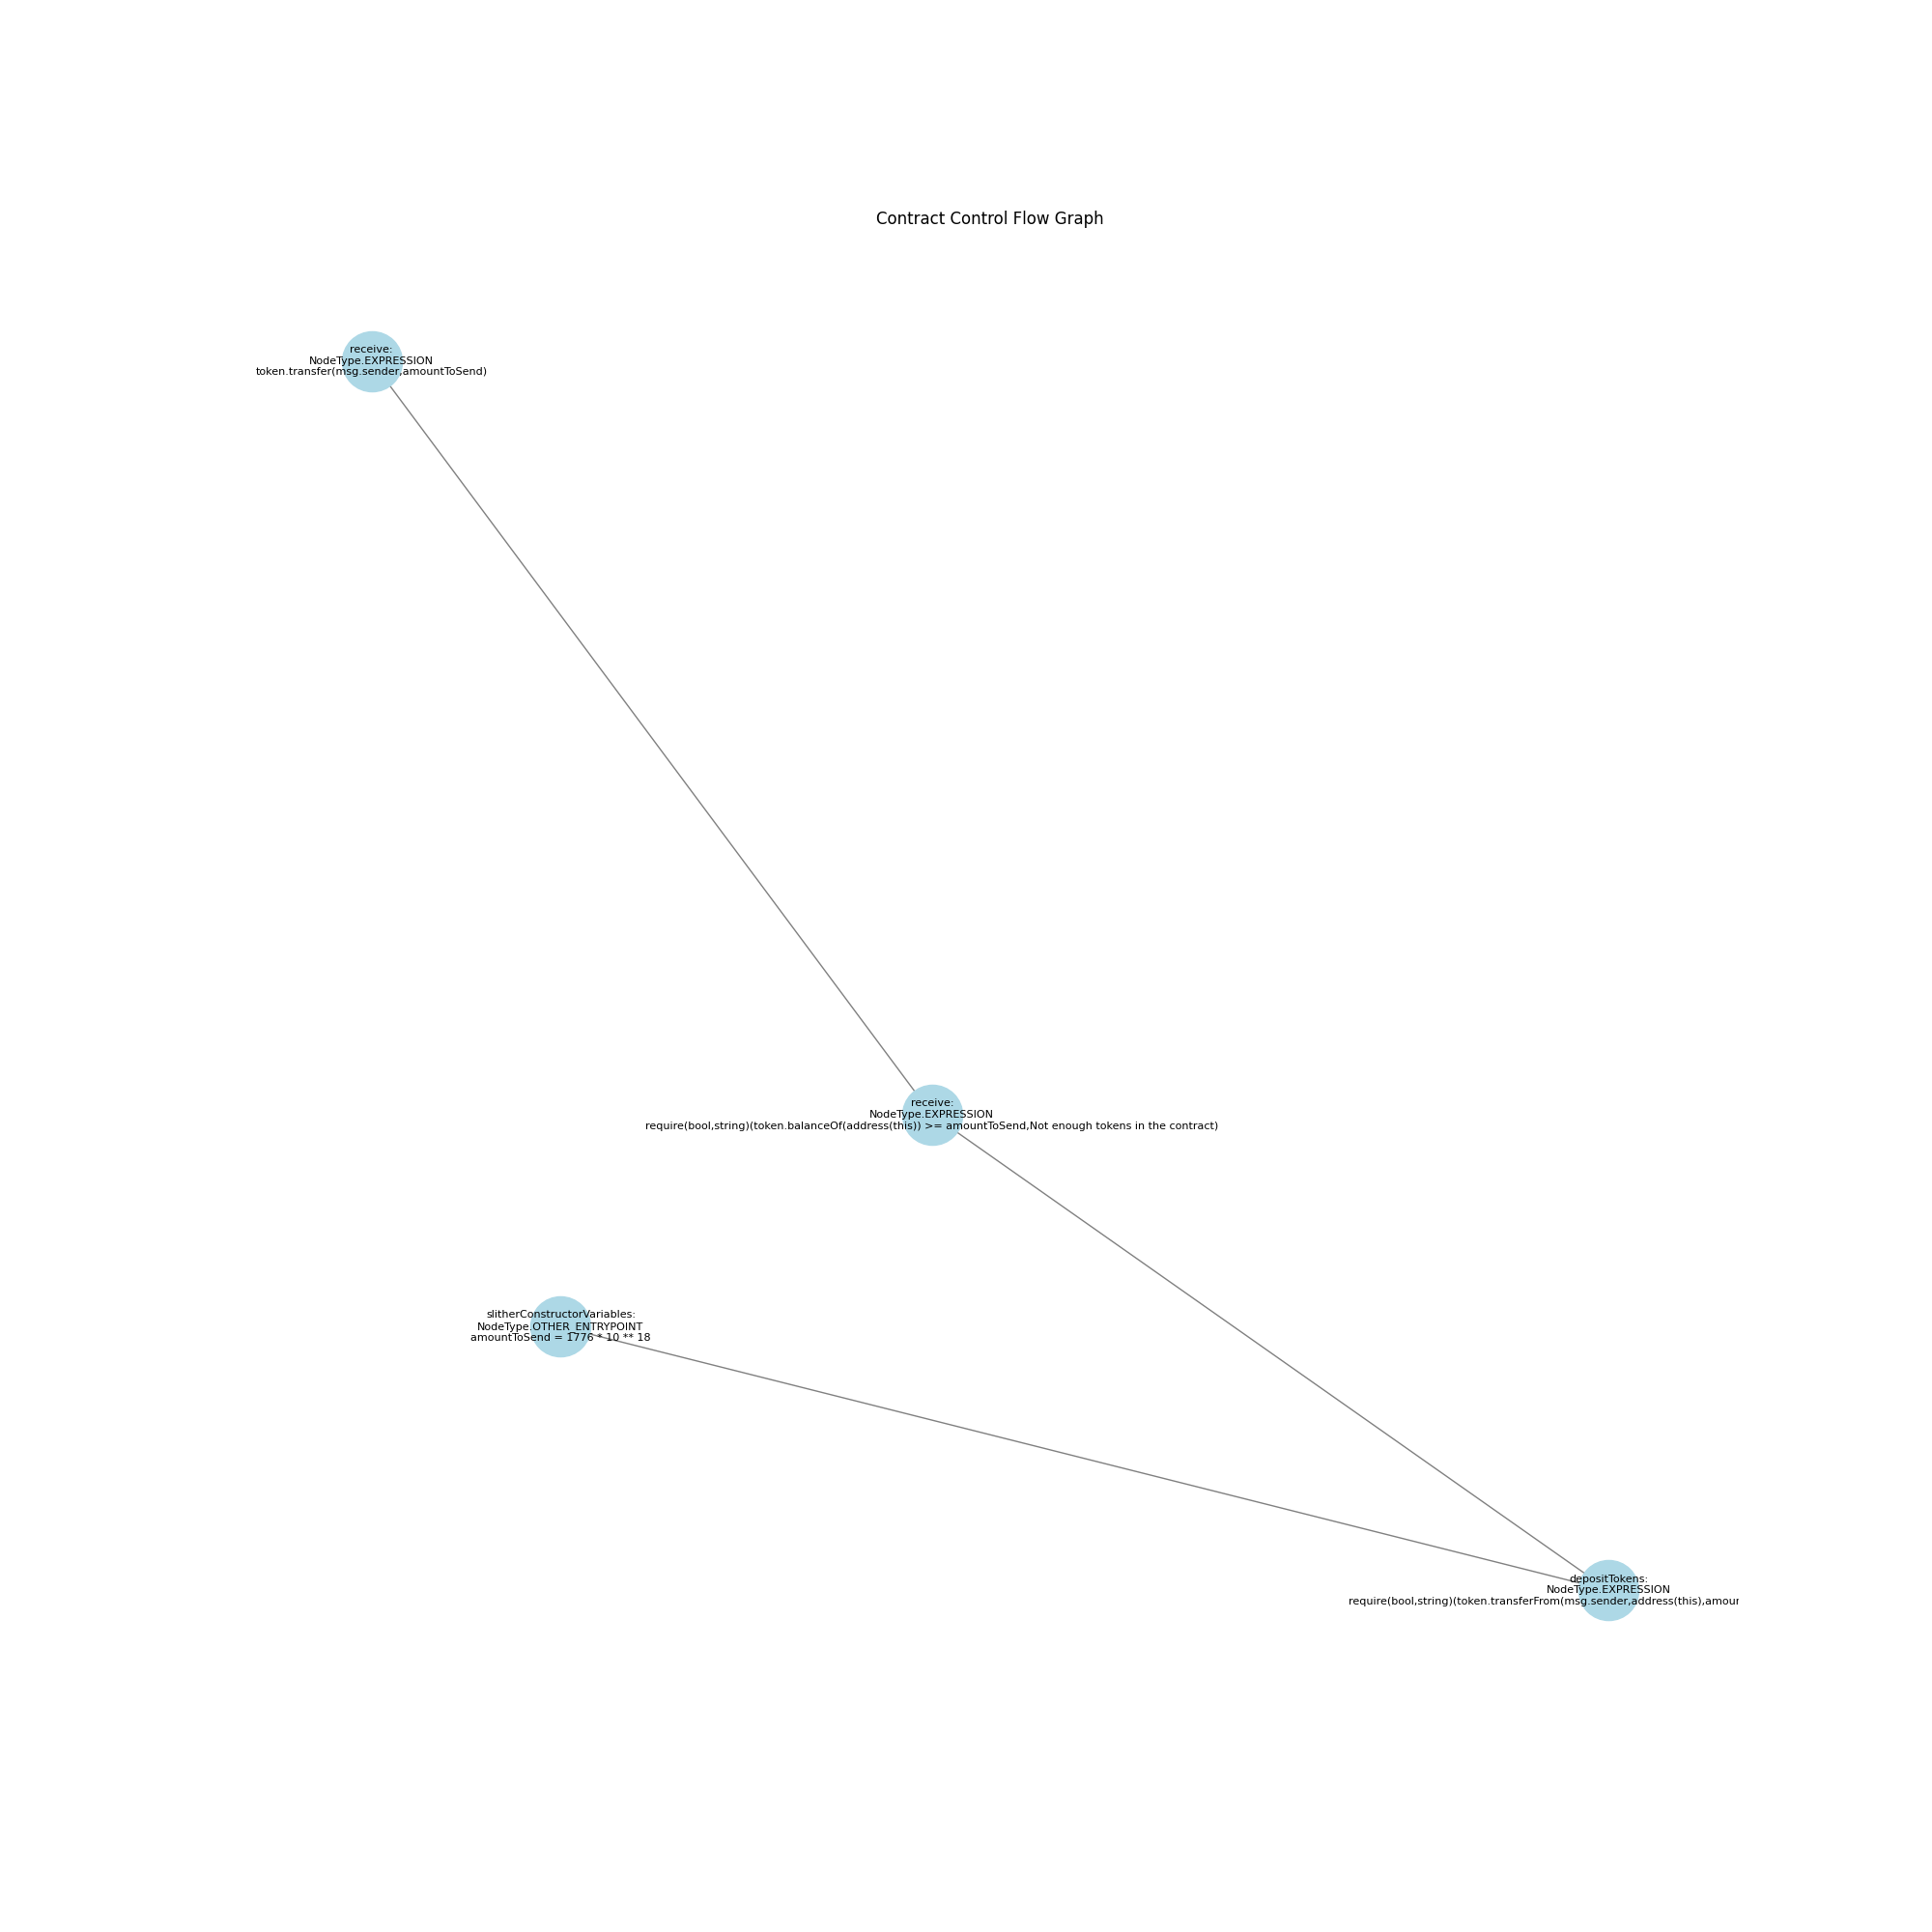 Contract Control Flow Graph
receive:
NodeType.EXPRESSION
token.transfer(msg.sender,amountToSend)
receive:
NodeType.EXPRESSION
require(bool,string)(token.balanceOf(address(this)) >= amountToSend,Not enough tokens in the contract)
slitherConstructorVariables:
NodeType.OTHER_ENTRYPOINT
amountToSend = 1776 * 10 ** 18
depositTokens:
NodeType.EXPRESSION
require(bool,string)(token.transferFrom(msg.sender,address(this),amour